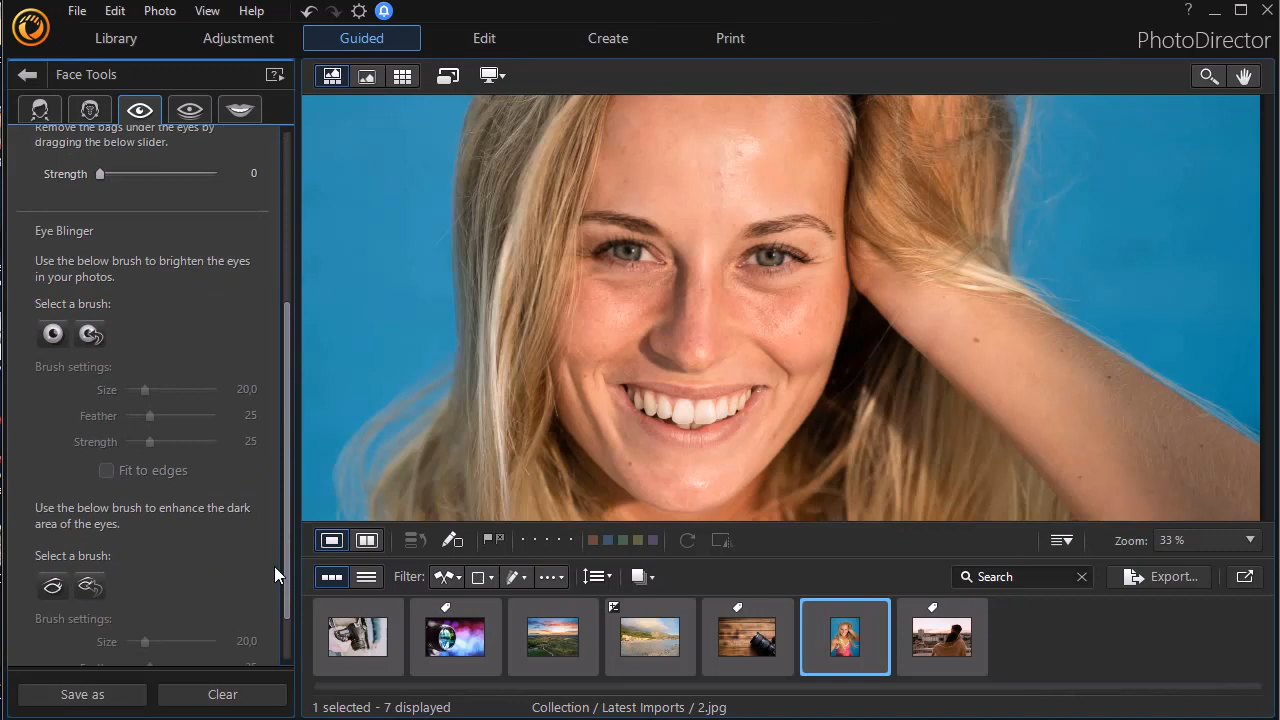 File Edit Photo View Help
?
Library Adjustment Guided Edit Create Print
PhotoDirector
Face Tools
Remove the bags under the eyes by
dragging the below slider.
Strength 0
Eye Blinger
Use the below brush to brighten the eyes
in your photos.
Select a brush:
Brush settings:
Size 20,0
Feather 25
Strength 25
Fit to edges
Use the below brush to enhance the dark
area of the eyes.
Select a brush:
Brush settings:
Size 20,0
Save as Clear
Zoom: 33 %
Filter:
Search
Export...
1 selected - 7 displayed Collection / Latest Imports / 2.jpg